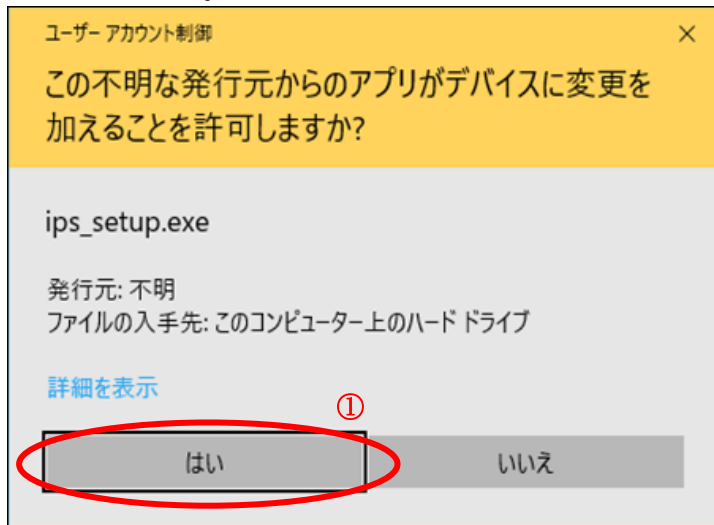 ユーザー アカウント制御
この不明な発行元からのアプリがデバイスに変更を
加えることを許可しますか?
ips_setup.exe
発行元: 不明
ファイルの入手先: このコンピューター上のハード ドライブ
詳細を表示
①
はい いいえ